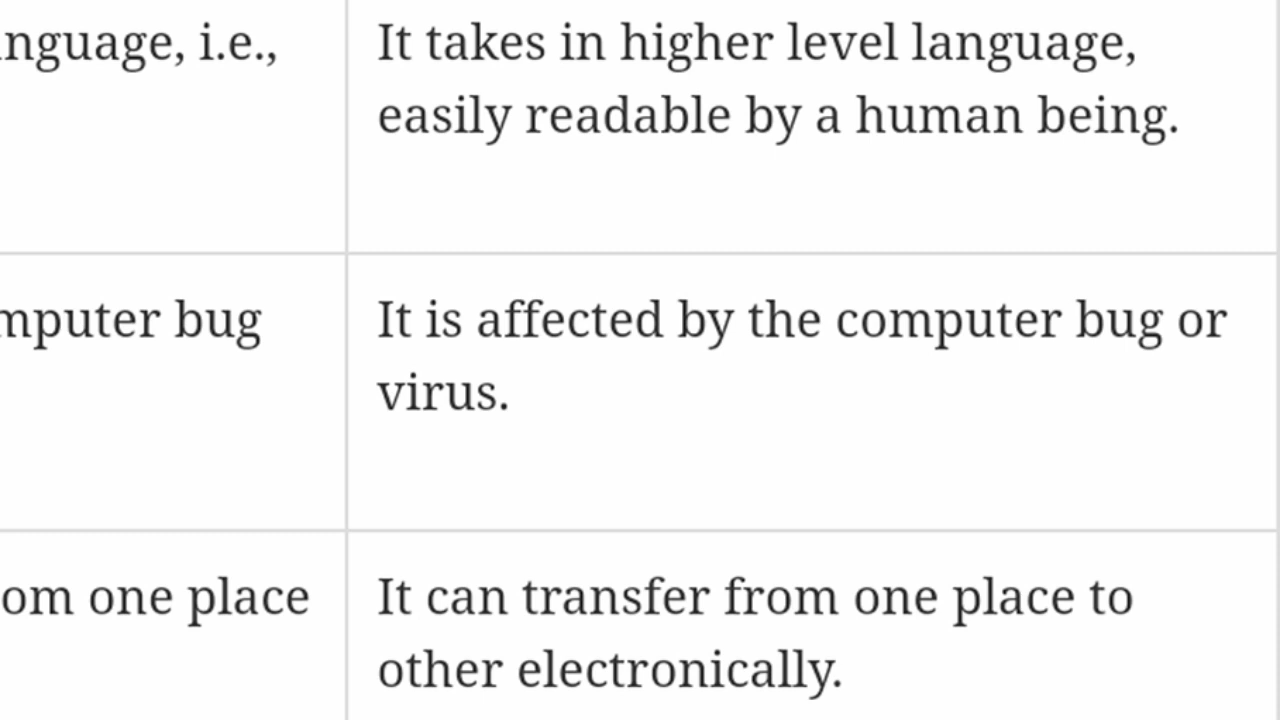 nguage, i.e.,
It takes in higher level language,
easily readable by a human being.
mputer bug
It is affected by the computer bug or
virus.
om one place
It can transfer from one place to
other electronically.